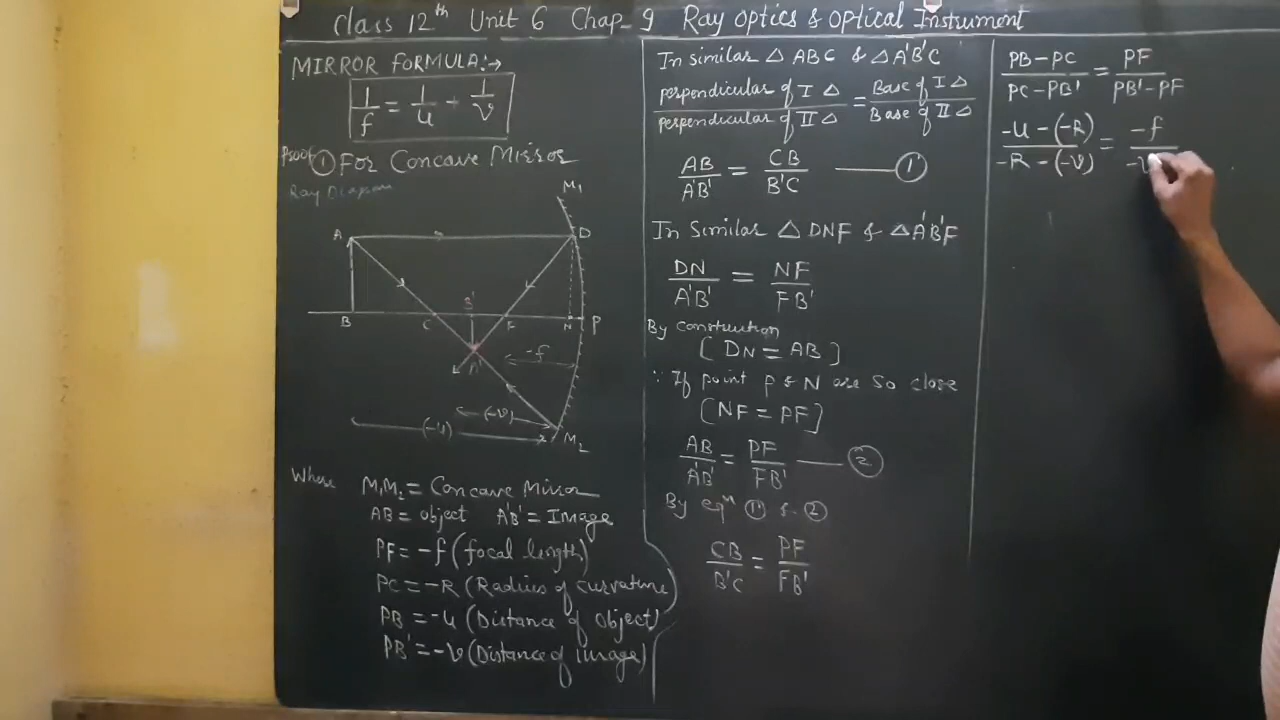 Class 12th Unit 6 Chap-9 Ray Optics & Optical Instrument
MIRROR FORMULA:→
1/f = 1/u + 1/v
Proof ① For Concave Mirror
Ray Diagram
M₁
A
D
B
C
B'
F
N
P
A'
-f
(-v)
(-u)
M₂
Where M₁M₂ = Concave Mirror
AB = object A'B' = Image
PF = -f (focal length)
PC = -R (Radius of curvature)
PB = -u (Distance of object)
PB' = -v (Distance of image)
In similar △ ABC & △ A'B'C
perpendicular of I △ / perpendicular of II △ = Base of I △ / Base of II △
AB/A'B' = CB/B'C —— ①
In Similar △ DNF & △ A'B'F
DN/A'B' = NF/FB'
By construction
[DN = AB]
∵ If point P & N are so close
[NF = PF]
AB/A'B' = PF/FB' —— ②
By eqn ① & ②
CB/B'C = PF/FB'
PB-PC/PC-PB' = PF/PB'-PF
-u-(-R)/-R-(-v) = -f/-v